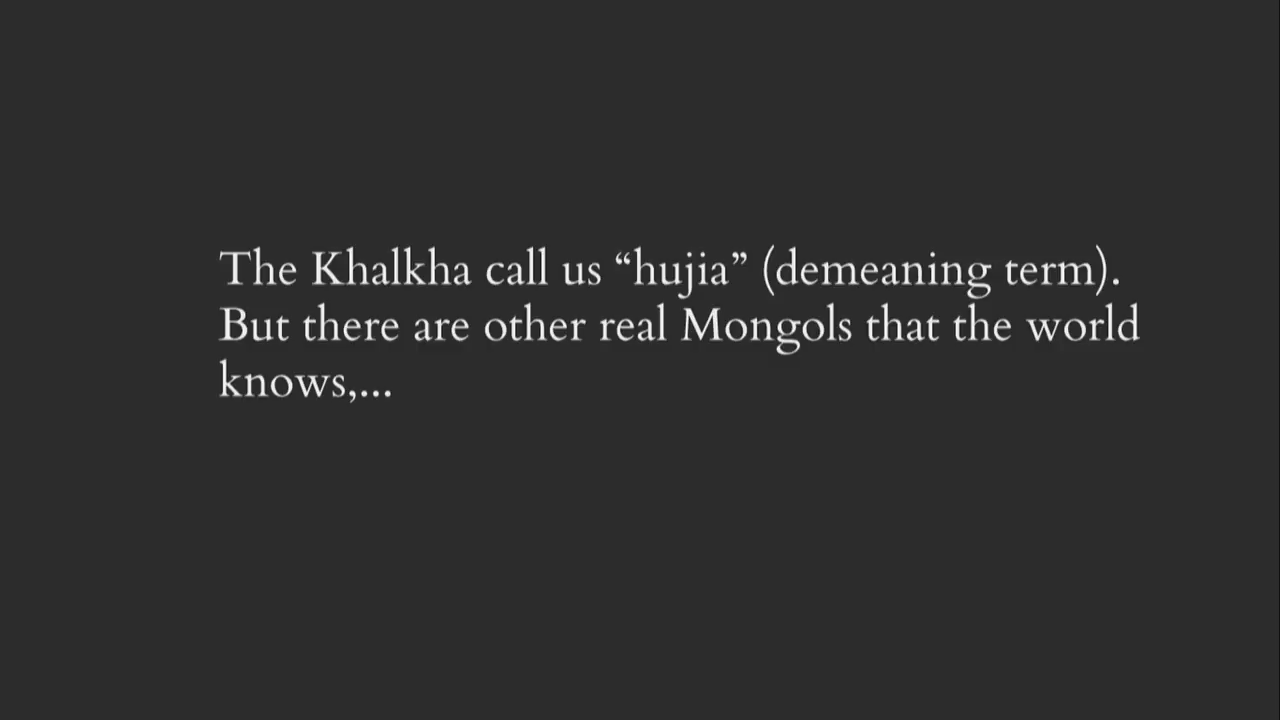 The Khalkha call us “hujia” (demeaning term).
But there are other real Mongols that the world
knows,...